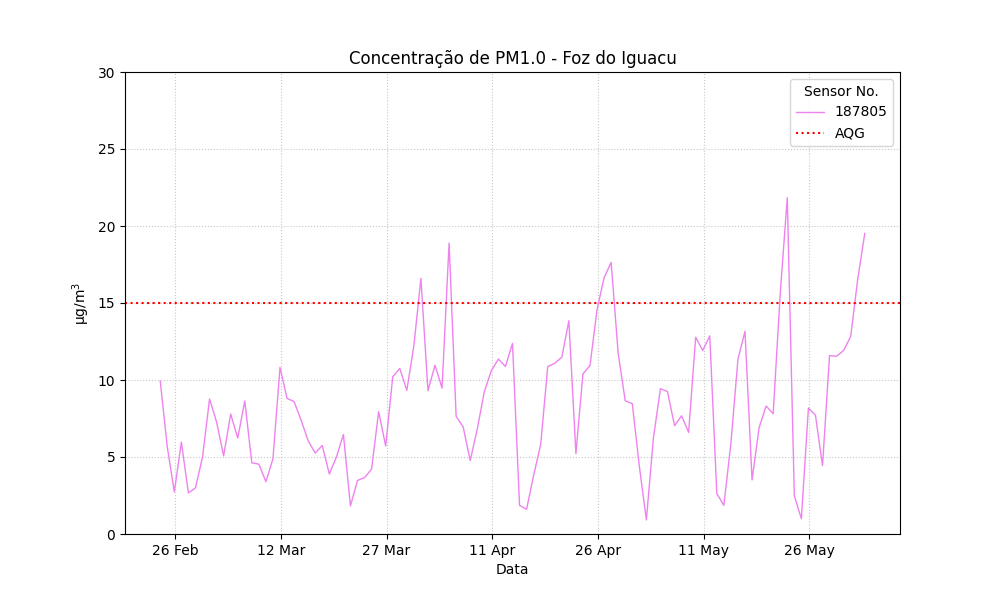 Concentração de PM1.0 - Foz do Iguacu
30
25
20
15
10
5
0
µg/m³
Sensor No.
187805
AQG
26 Feb
12 Mar
27 Mar
11 Apr
26 Apr
11 May
26 May
Data